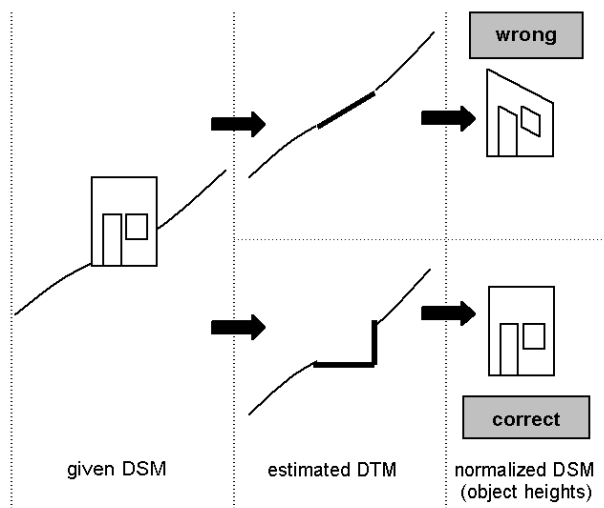 wrong
correct
given DSM
estimated DTM
normalized DSM
(object heights)